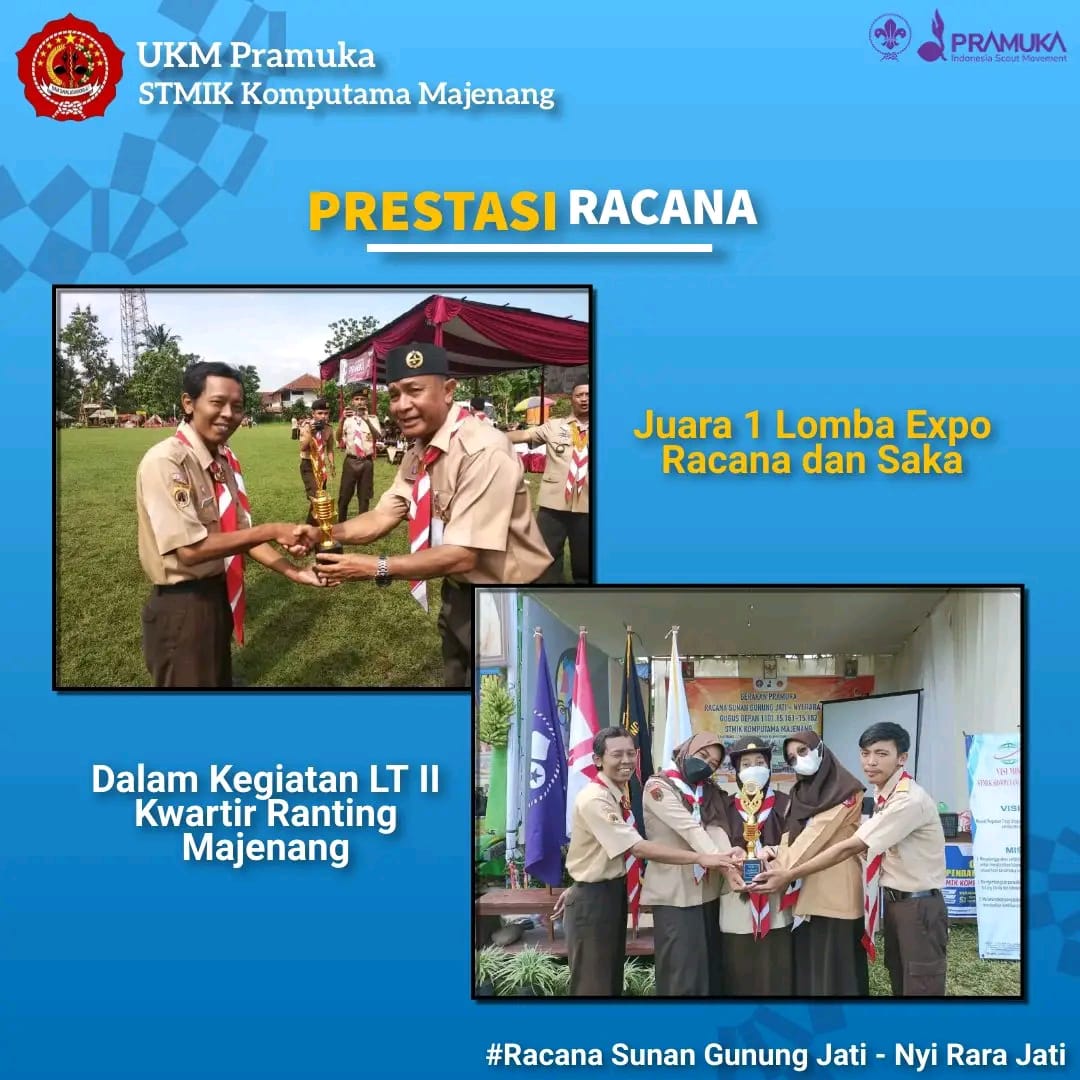 UKM Pramuka
STMIK Komputama Majenang
PRAMUKA
Indonesia Scout Movement
PRESTASI RACANA
Juara 1 Lomba Expo
Racana dan Saka
GERAKAN PRAMUKA
RACANA SUNAN GUNUNG JATI - NYI RARA
GUGUS DEPAN
STMIK KOMPUTAMA MAJENANG
VISI
Dalam Kegiatan LT II
Kwartir Ranting
Majenang
#Racana Sunan Gunung Jati - Nyi Rara Jati